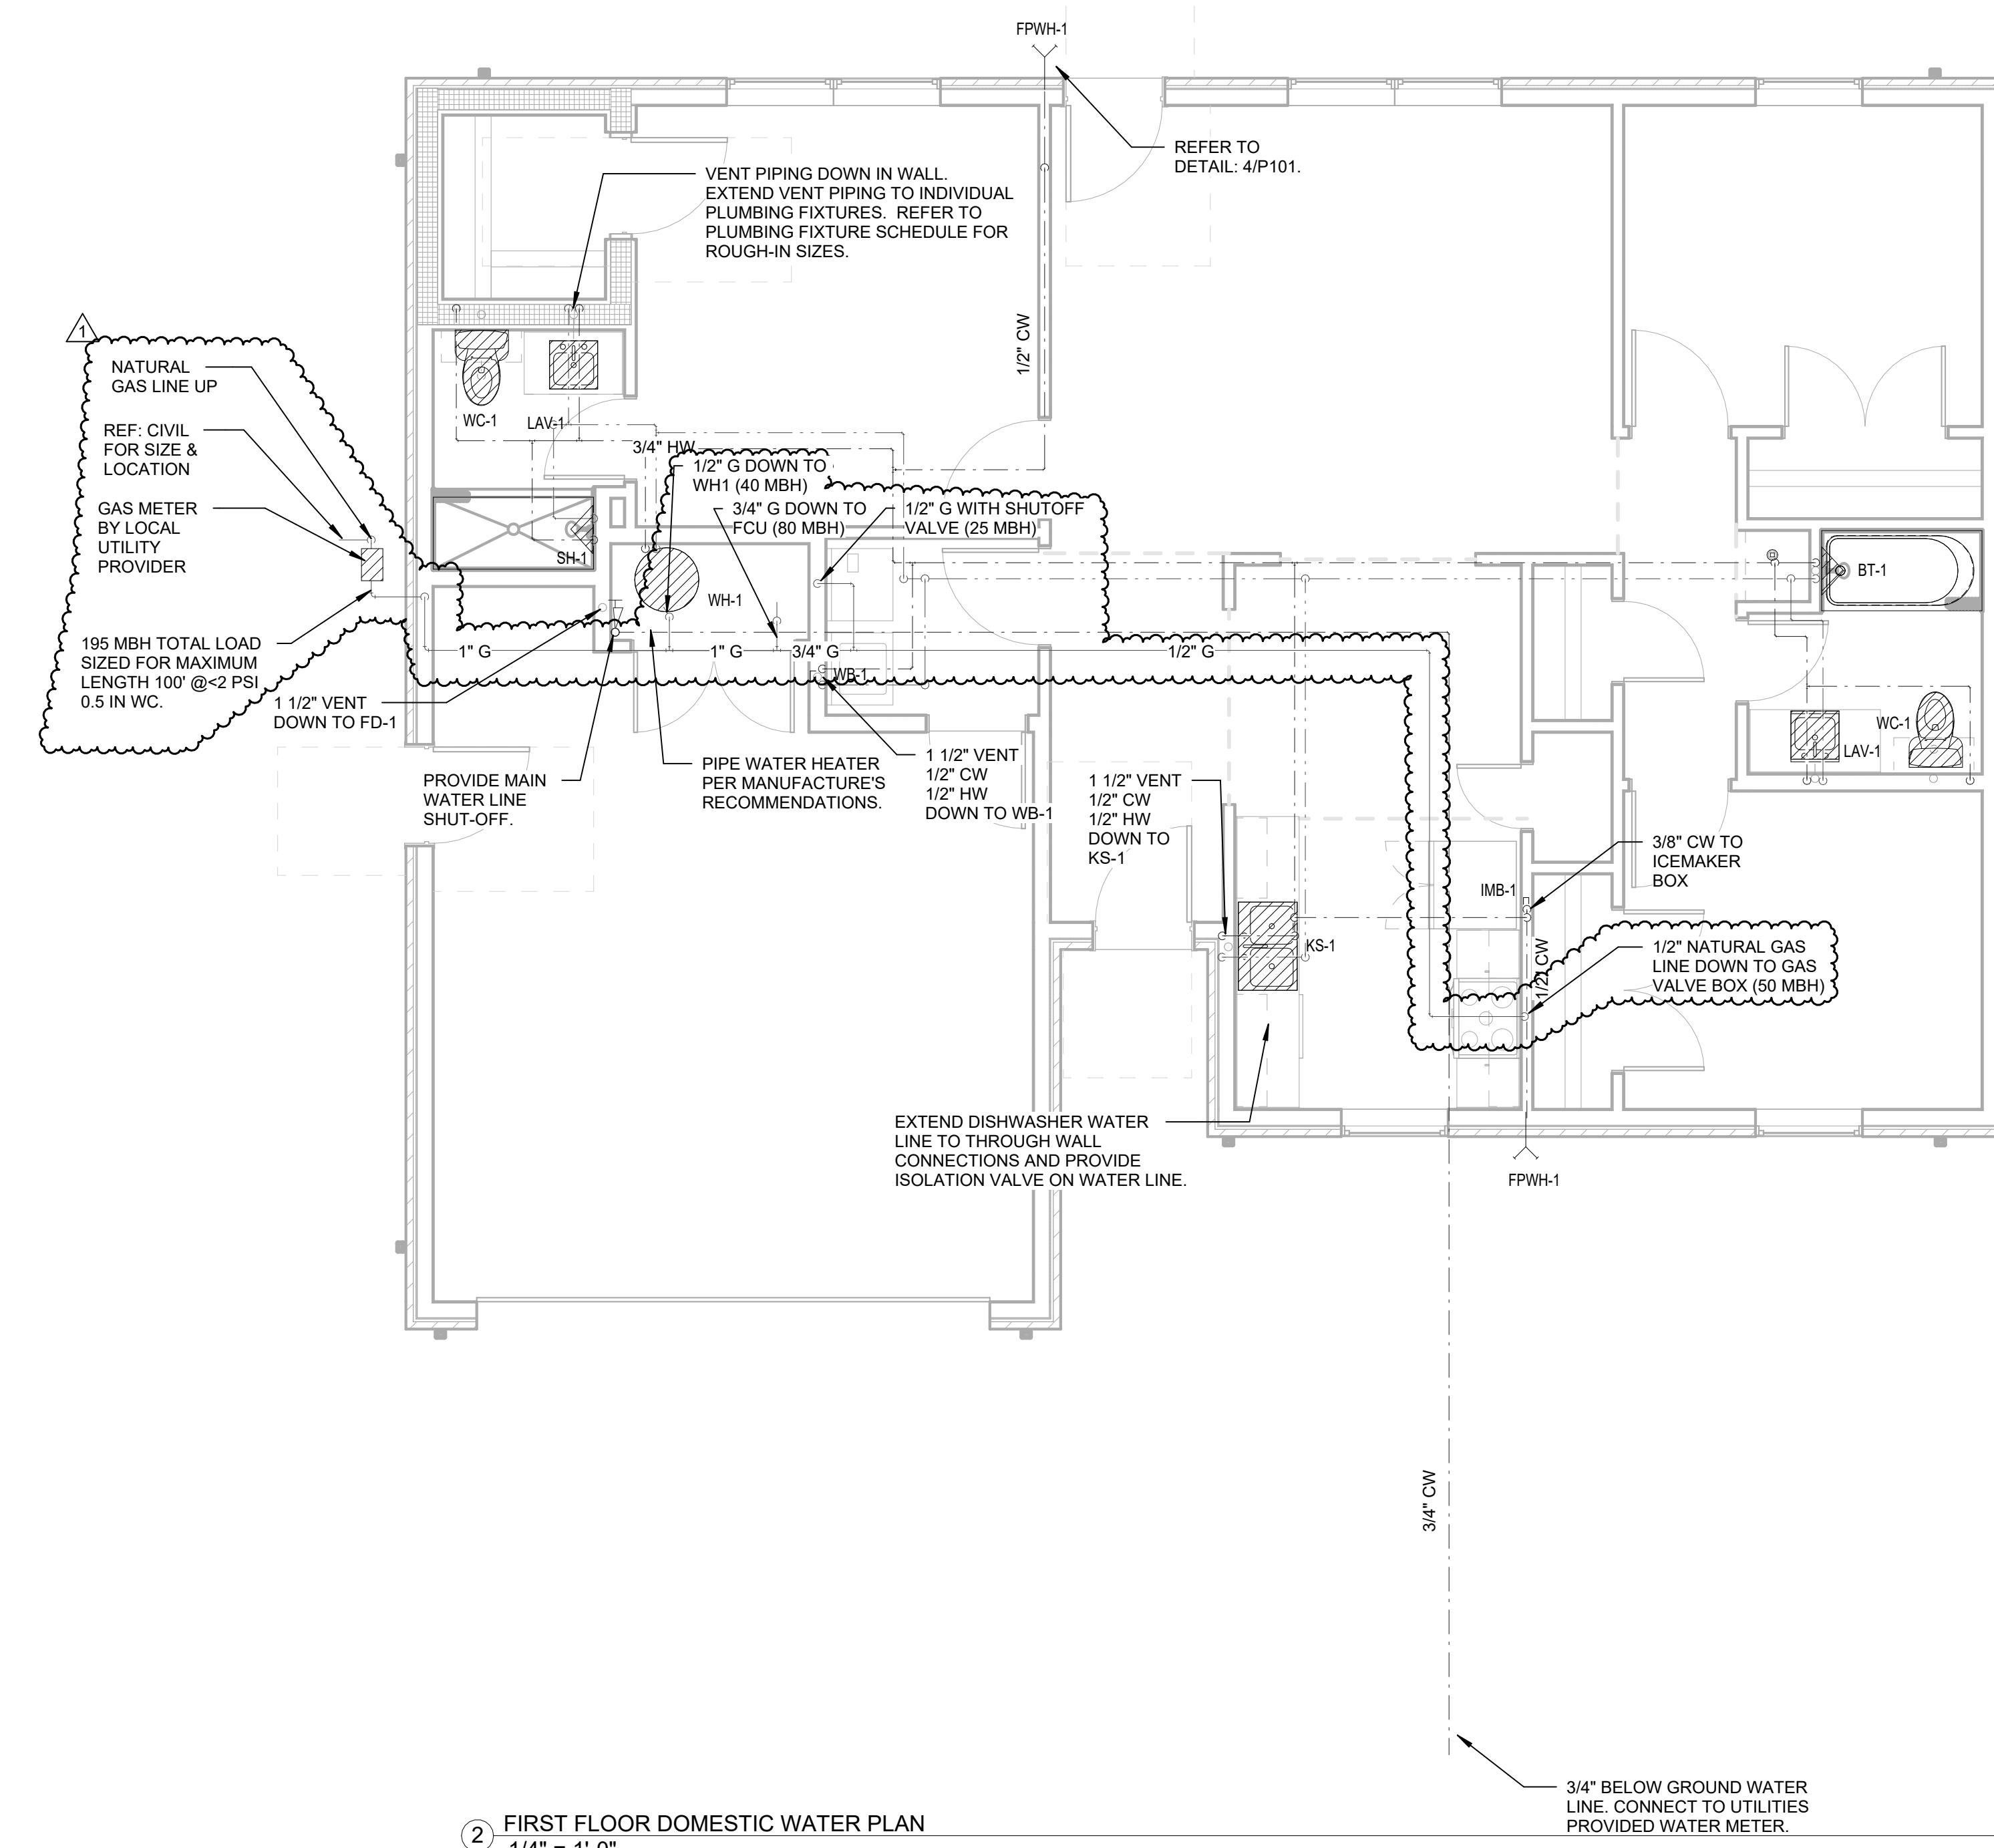 FPWH-1
REFER TO
DETAIL: 4/P101.
VENT PIPING DOWN IN WALL.
EXTEND VENT PIPING TO INDIVIDUAL
PLUMBING FIXTURES. REFER TO
PLUMBING FIXTURE SCHEDULE FOR
ROUGH-IN SIZES.
1/2" CW
1
NATURAL
GAS LINE UP
REF: CIVIL
FOR SIZE &
LOCATION
GAS METER
BY LOCAL
UTILITY
PROVIDER
195 MBH TOTAL LOAD
SIZED FOR MAXIMUM
LENGTH 100' @<2 PSI
0.5 IN WC.
WC-1
LAV-1
3/4" HW
1/2" G DOWN TO
WH1 (40 MBH)
3/4" G DOWN TO
FCU (80 MBH)
1/2" G WITH SHUTOFF
VALVE (25 MBH)
SH-1
WH-1
BT-1
1" G
1" G
3/4" G
1/2" G
WB-1
1 1/2" VENT
DOWN TO FD-1
WC-1
LAV-1
PROVIDE MAIN
WATER LINE
SHUT-OFF.
PIPE WATER HEATER
PER MANUFACTURE'S
RECOMMENDATIONS.
1 1/2" VENT
1/2" CW
1/2" HW
DOWN TO WB-1
1 1/2" VENT
1/2" CW
1/2" HW
DOWN TO
KS-1
3/8" CW TO
ICEMAKER
BOX
IMB-1
KS-1
1/2" CW
1/2" NATURAL GAS
LINE DOWN TO GAS
VALVE BOX (50 MBH)
EXTEND DISHWASHER WATER
LINE TO THROUGH WALL
CONNECTIONS AND PROVIDE
ISOLATION VALVE ON WATER LINE.
FPWH-1
3/4" CW
3/4" BELOW GROUND WATER
LINE. CONNECT TO UTILITIES
PROVIDED WATER METER.
2 FIRST FLOOR DOMESTIC WATER PLAN
1/4" = 1'-0"